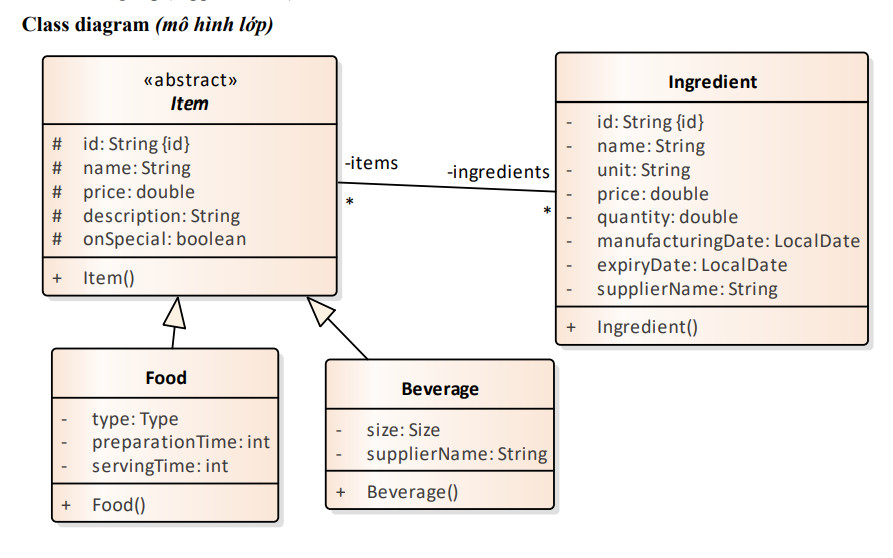 Class diagram (mô hình lớp)
«abstract»
Item
# id: String {id}
# name: String
# price: double
# description: String
# onSpecial: boolean
+ Item()
-items
*
-ingredients
*
Ingredient
- id: String {id}
- name: String
- unit: String
- price: double
- quantity: double
- manufacturingDate: LocalDate
- expiryDate: LocalDate
- supplierName: String
+ Ingredient()
Food
- type: Type
- preparationTime: int
- servingTime: int
+ Food()
Beverage
- size: Size
- supplierName: String
+ Beverage()